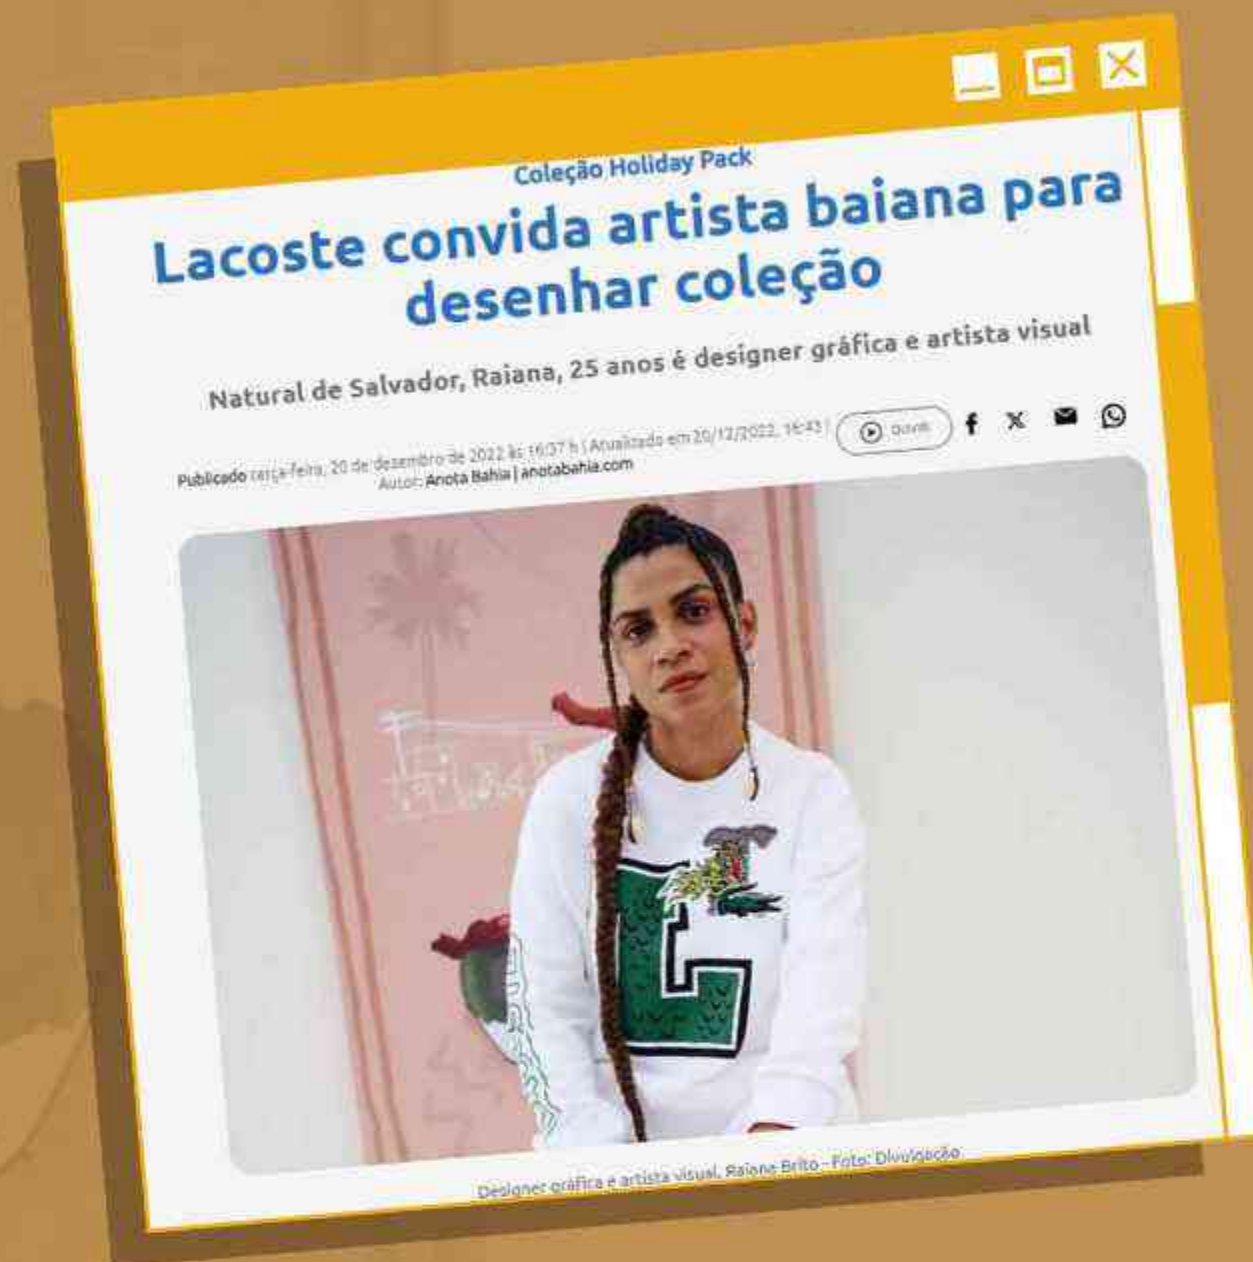 Coleção Holiday Pack
Lacoste convida artista baiana para
desenhar coleção
Natural de Salvador, Raiana, 25 anos é designer gráfica e artista visual
Publicado terça-feira, 20 de dezembro de 2022 às 16:37 h | Atualizado em 20/12/2022, 16:43 |
Ouvir
Autor: Anota Bahia | anotabahia.com
L
Designer gráfica e artista visual, Raiana Brito - Foto: Divulgação